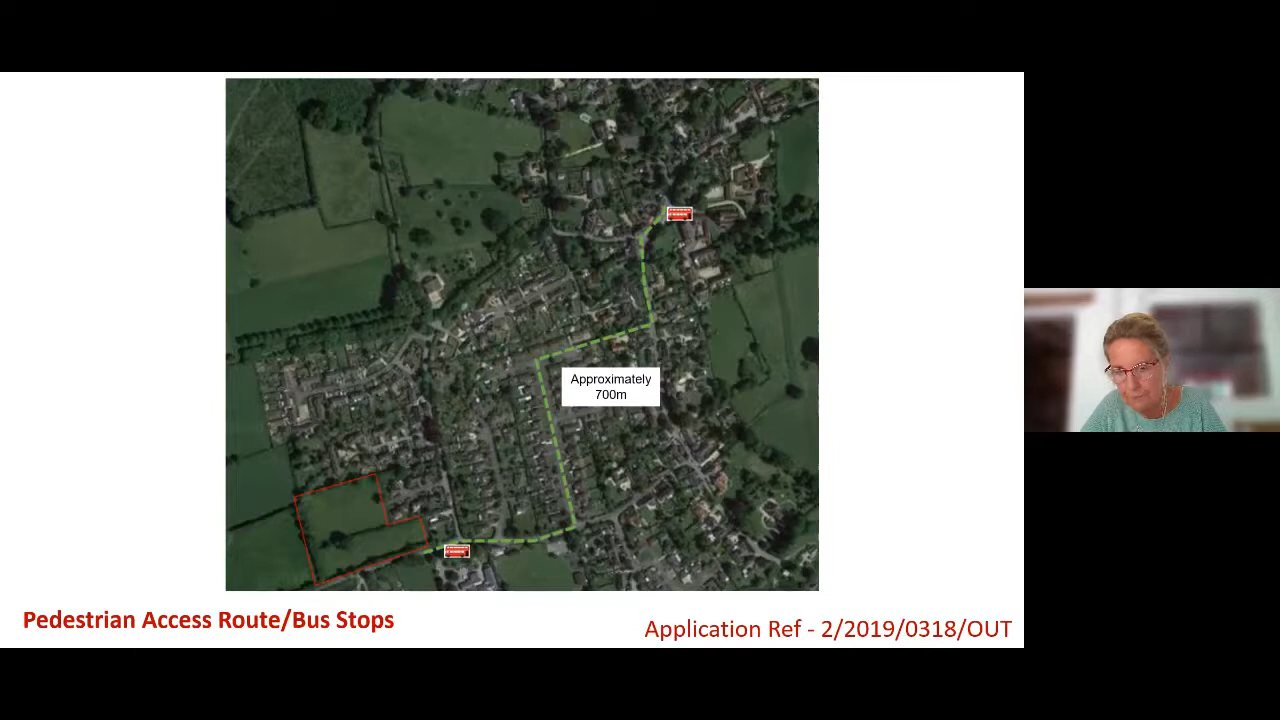 Approximately
700m
Pedestrian Access Route/Bus Stops
Application Ref - 2/2019/0318/OUT